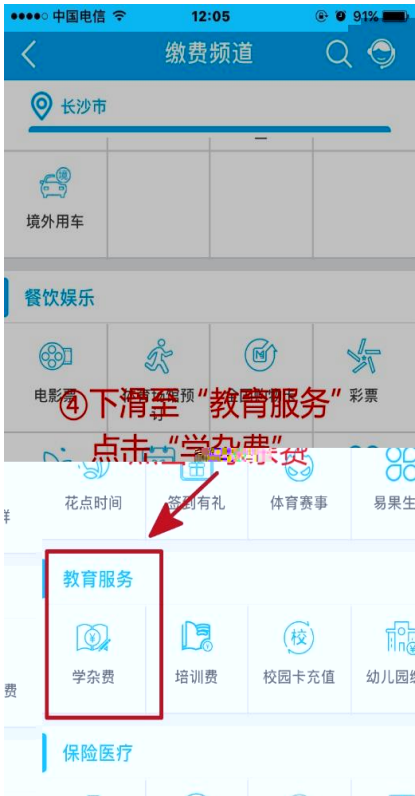 中国电信
12:05
91%
缴费频道
长沙市
境外用车
餐饮娱乐
电影票
彩票
④下滑至“教育服务”
点击“学杂费”
花点时间
签到有礼
体育赛事
易果生
教育服务
学杂费
培训费
校园卡充值
幼儿园
费
保险医疗